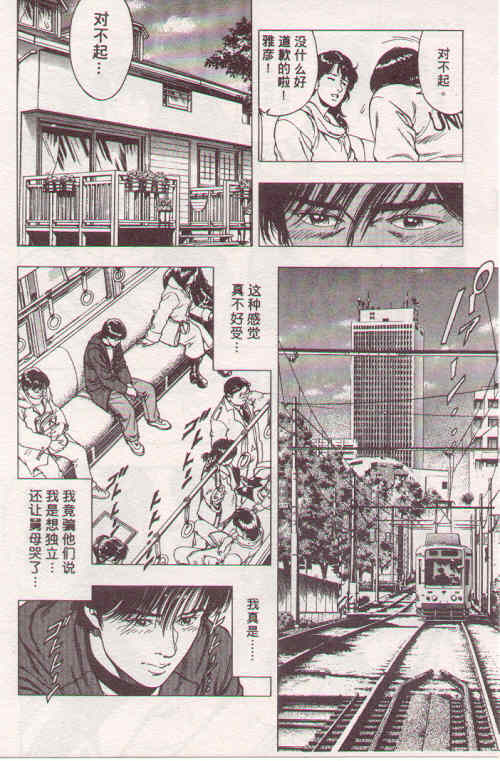 对不起。
没什么好
道歉的啦！
雅彦！
对不起…
这种感觉
真不好受…
我竟骗他们说
我是想独立…
还让舅母哭了…
我真是……